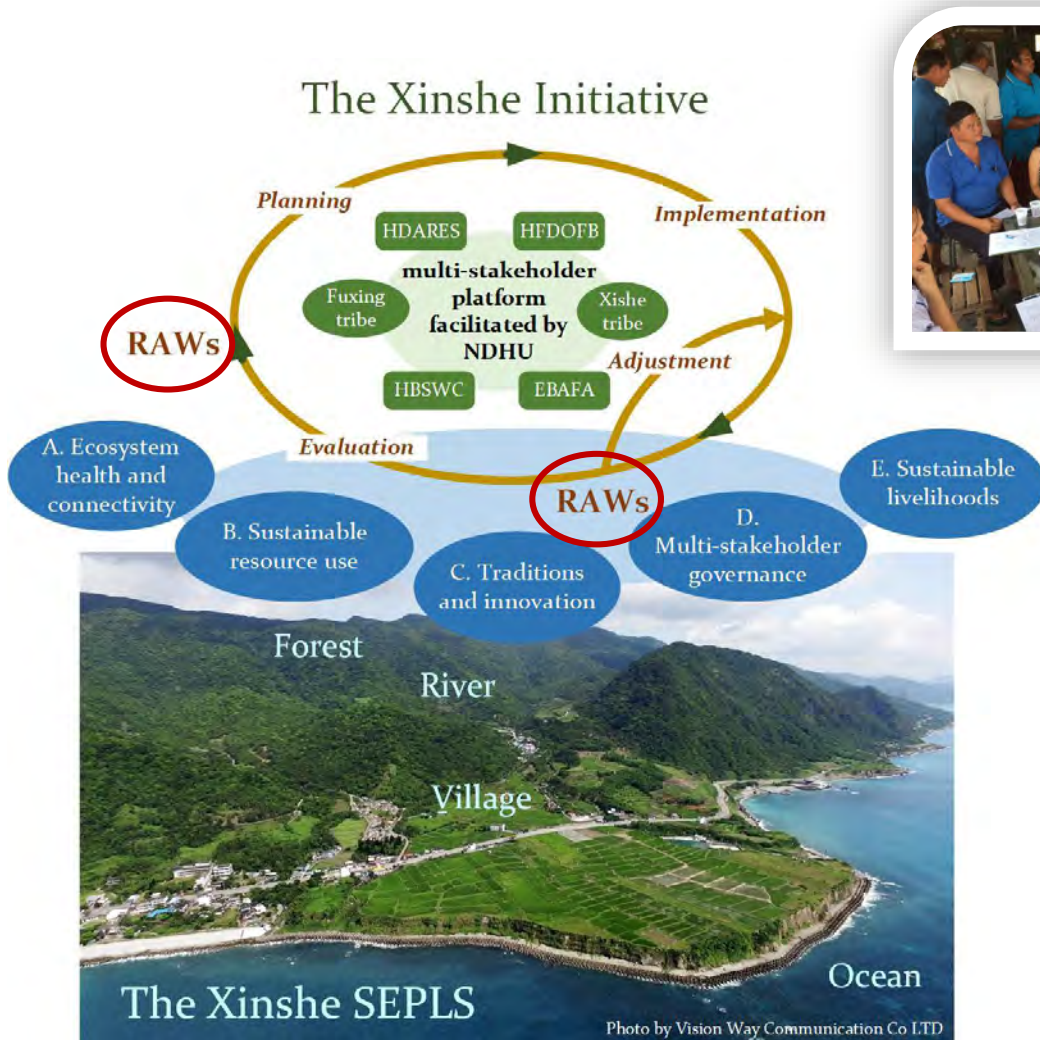 The Xinshe Initiative
Planning
Implementation
HDARES
HFDOFB
multi-stakeholder
platform
facilitated by
NDHU
Fuxing
tribe
Xishe
tribe
RAWs
Adjustment
HBSWC
EBAFA
Evaluation
A. Ecosystem
health and
connectivity
E. Sustainable
livelihoods
RAWs
B. Sustainable
resource use
D.
Multi-stakeholder
governance
C. Traditions
and innovation
Forest
River
Village
Ocean
The Xinshe SEPLS
Photo by Vision Way Communication Co LTD